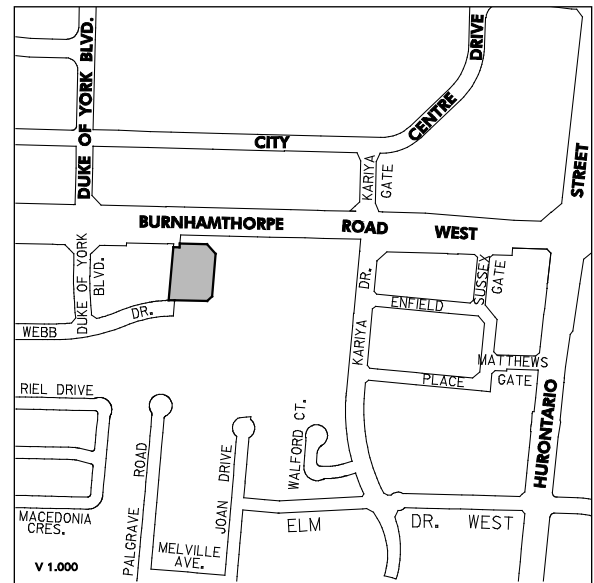 DUKE OF YORK BLVD.
DRIVE
CENTRE
CITY
KARIYA
GATE
STREET
BURNHAMTHORPE ROAD WEST
DUKE OF YORK
BLVD.
DR.
SUSSEX
GATE
WEBB
DR.
ENFIELD
KARIYA
MATTHEWS
GATE
PLACE
RIEL DRIVE
HURONTARIO
WALFORD CT.
PALGRAVE ROAD
JOAN DRIVE
MACEDONIA
CRES.
ELM DR. WEST
MELVILLE
AVE.
V 1.000